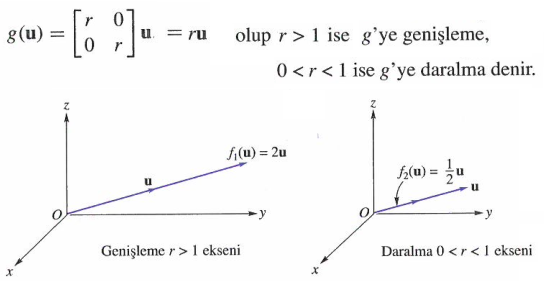 g(u) = [r 0; 0 r] u = ru olup r > 1 ise g’ye genişleme,
0 < r < 1 ise g’ye daralma denir.
z
f₁(u) = 2u
u
O
y
x
Genişleme r > 1 ekseni
z
f₂(u) = ½u
u
O
y
x
Daralma 0 < r < 1 ekseni